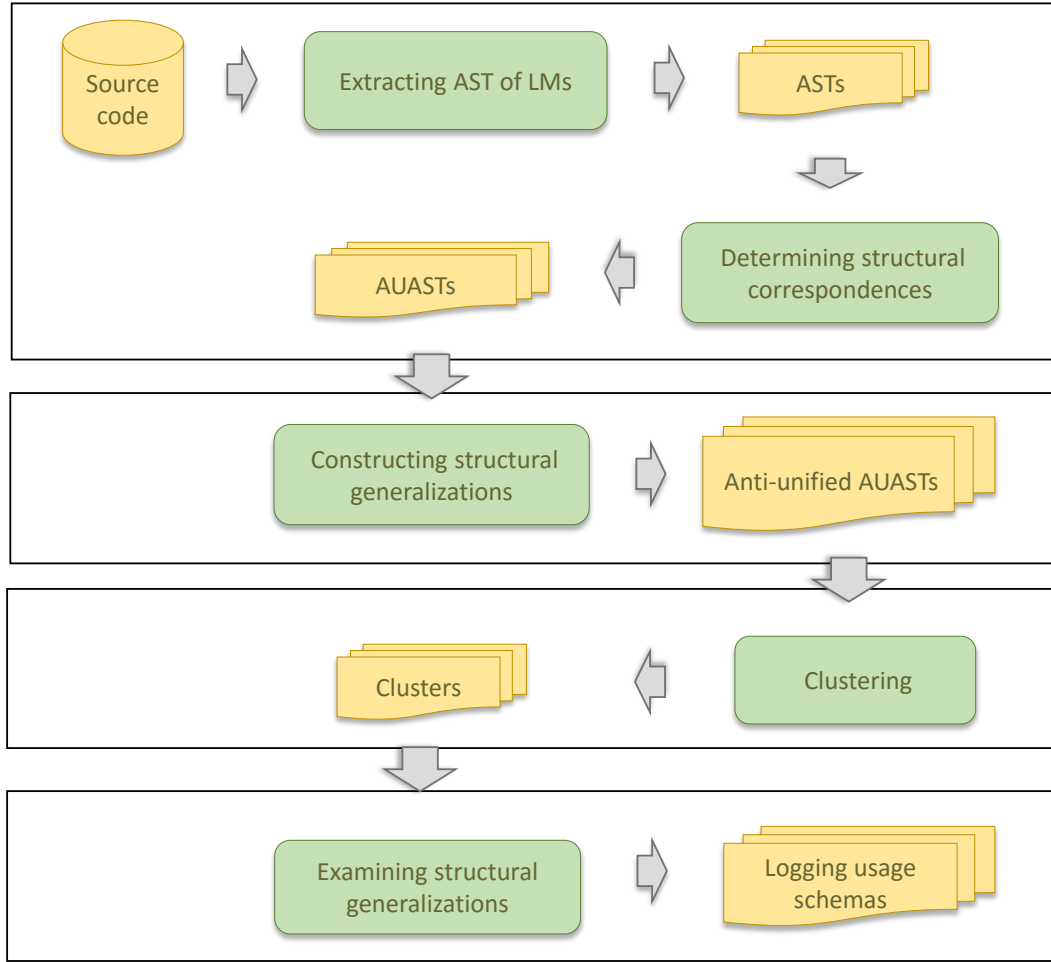 Source
code
Extracting AST of LMs
ASTs
Determining structural
correspondences
AUASTs
Constructing structural
generalizations
Anti-unified AUASTs
Clustering
Clusters
Examining structural
generalizations
Logging usage
schemas